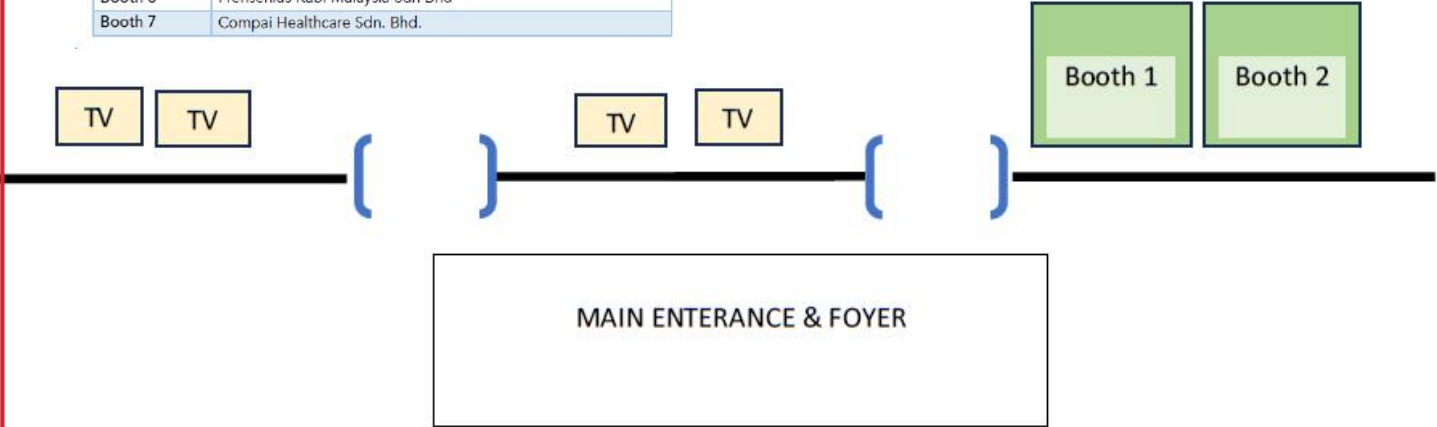 Booth 7 Compai Healthcare Sdn. Bhd.
Booth 1 Booth 2
TV TV TV TV
MAIN ENTERANCE & FOYER